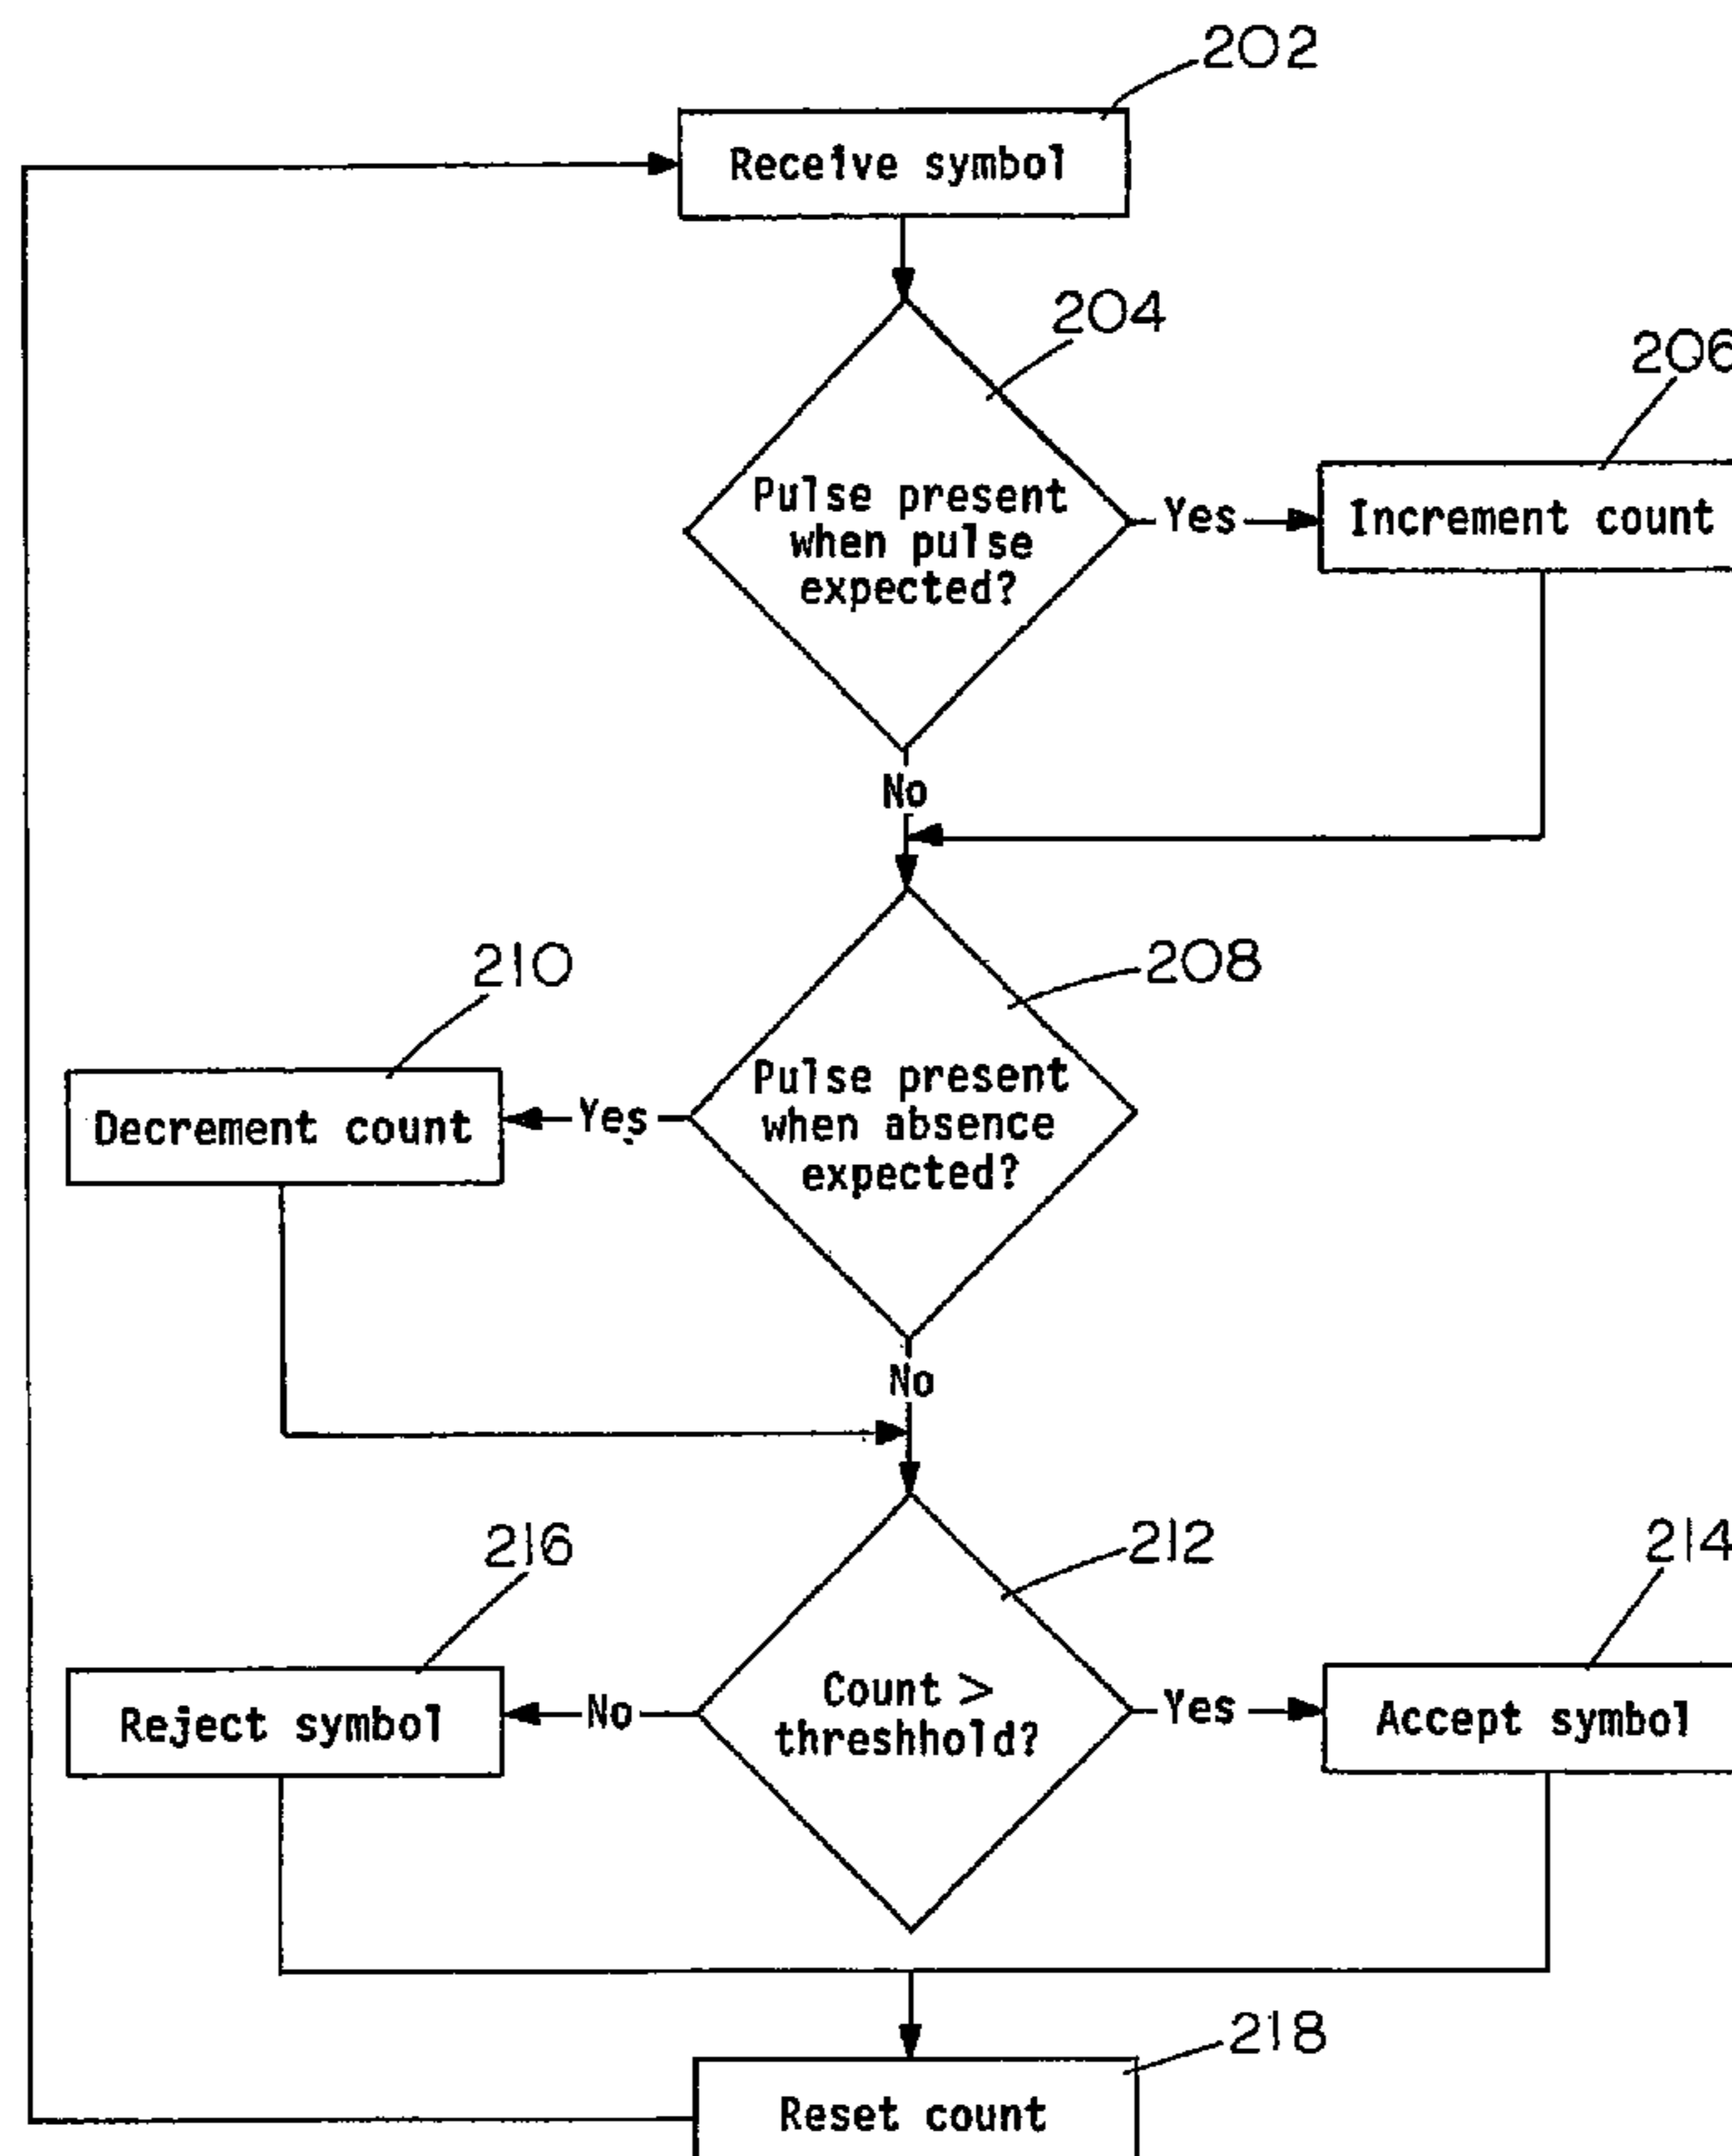 202
Receive symbol
204
206
Pulse present
when pulse
expected?
Yes
Increment count
No
210
208
Decrement count
Yes
Pulse present
when absence
expected?
No
216
212
214
Reject symbol
No
Count >
threshhold?
Yes
Accept symbol
218
Reset count